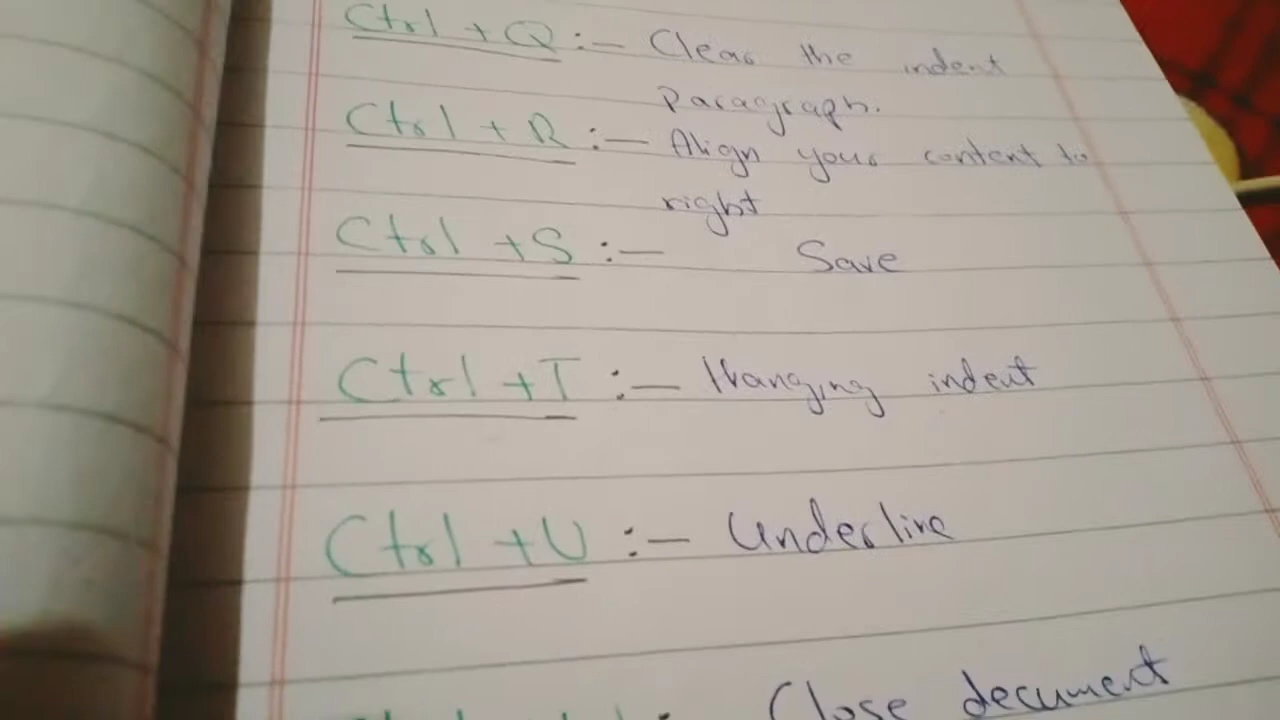 Ctrl + Q :- Clear the indent
Paragraph.
Ctrl + R :- Align your content to
right
Ctrl + S :- Save
Ctrl + T :- Hanging indent
Ctrl + U :- Underline
Close document